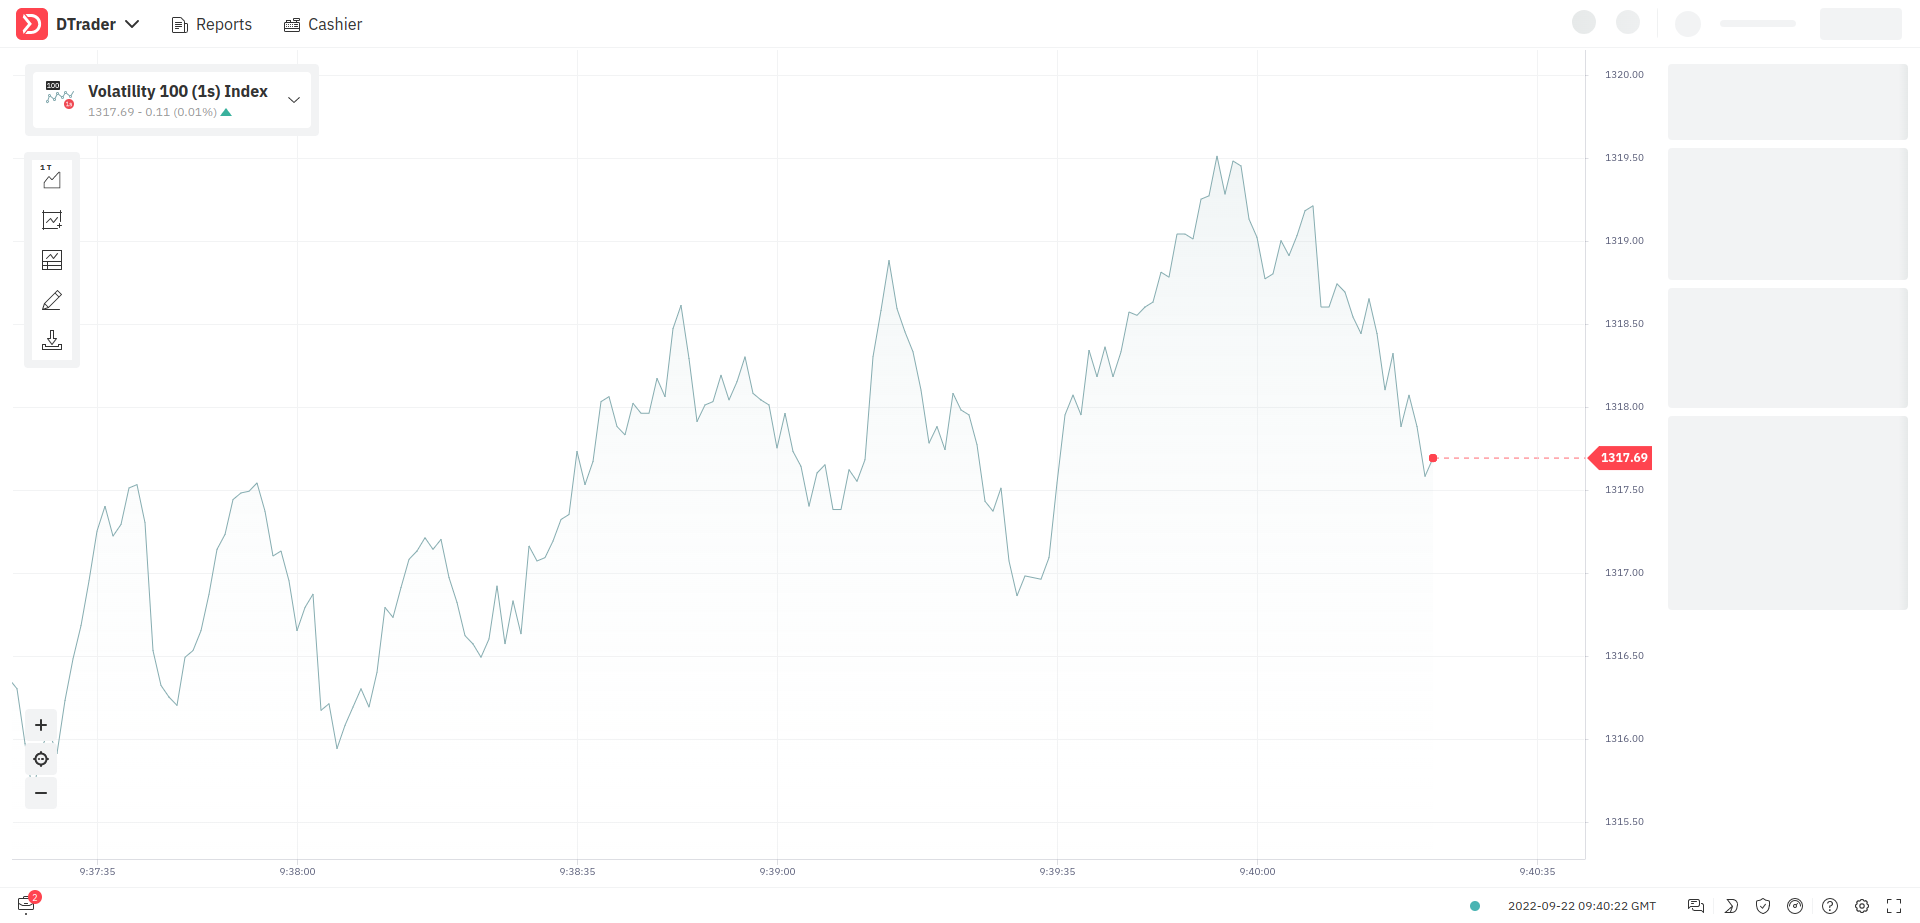 DTrader
Reports
Cashier
100
1s
Volatility 100 (1s) Index
1317.69 - 0.11 (0.01%)
1 T
1320.00
1319.50
1319.00
1318.50
1318.00
1317.69
1317.50
1317.00
1316.50
1316.00
1315.50
9:37:35
9:38:00
9:38:35
9:39:00
9:39:35
9:40:00
9:40:35
2
2022-09-22 09:40:22 GMT